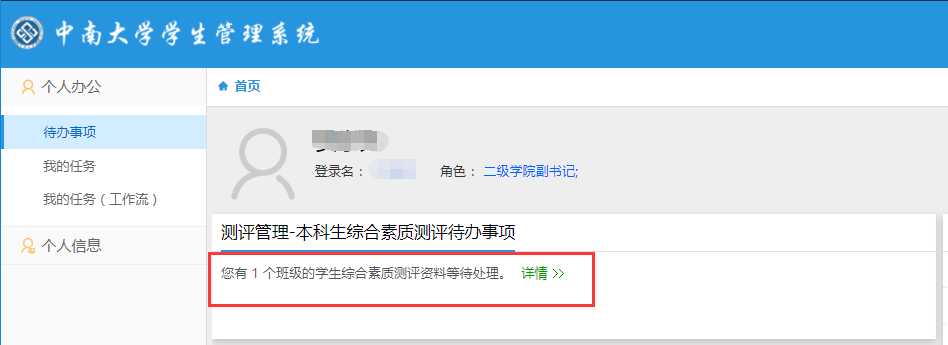 中南大学学生管理系统
个人办公
首页
待办事项
我的任务
我的任务（工作流）
个人信息
登录名： 角色： 二级学院副书记;
测评管理-本科生综合素质测评待办事项
您有 1 个班级的学生综合素质测评资料等待处理。 详情 >>